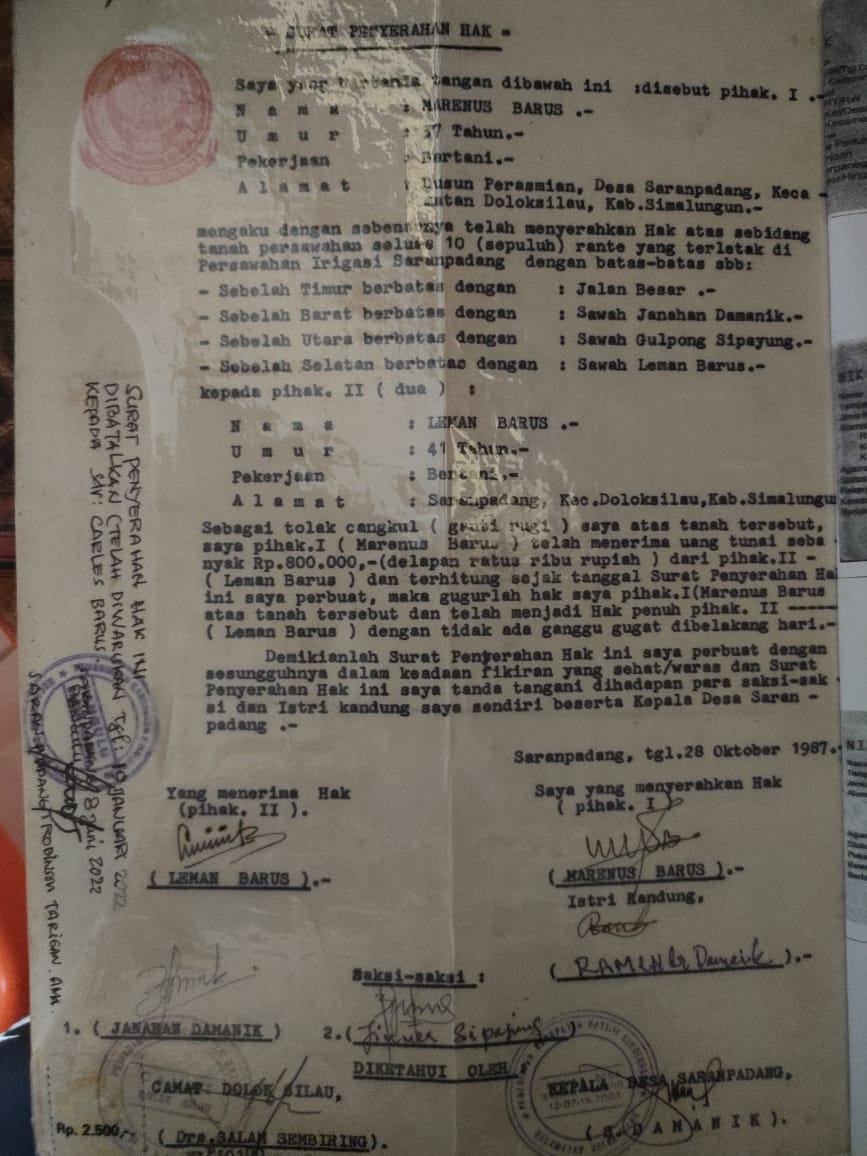 = SURAT PENYERAHAN HAK =
Saya yang bertanda tangan dibawah ini :disebut pihak. I .-
N a m a : MARENUS BARUS .-
U m u r : 57 Tahun.-
Pekerjaan : Bertani.-
A l a m a t : Dusun Perasmian, Desa Saranpadang, Keca -
matan Doloksilau, Kab.Simalungun.-
mengaku dengan sebenarnya telah menyerahkan Hak atas sebidang
tanah persawahan seluas 10 (sepuluh) rante yang terletak di
Persawahan Irigasi Saranpadang dengan batas-batas sbb:
- Sebelah Timur berbatas dengan : Jalan Besar .-
- Sebelah Barat berbatas dengan : Sawah Janahan Damanik.-
- Sebelah Utara berbatas dengan : Sawah Gulpong Sipayung.-
- Sebelah Selatan berbatas dengan : Sawah Leman Barus.-
kepada pihak. II ( dua ) :
N a m a : LEMAN BARUS .-
U m u r : 41 Tahun.-
Pekerjaan : Bertani.-
A l a m a t : Saranpadang, Kec.Doloksilau,Kab.Simalungu
Sebagai tolak cangkul ( ganti rugi ) saya atas tanah tersebut,
saya pihak.I ( Marenus Barus ) telah menerima uang tunai seba -
nyak Rp.800.000,-(delapan ratus ribu rupiah ) dari pihak.II -
( Leman Barus ) dan terhitung sejak tanggal Surat Penyerahan Ha
ini saya perbuat, maka gugurlah hak saya pihak.I(Marenus Barus
atas tanah tersebut dan telah menjadi Hak penuh pihak. II ------
( Leman Barus ) dengan tidak ada ganggu gugat dibelakang hari.-
Demikianlah Surat Penyerahan Hak ini saya perbuat dengan
sesungguhnya dalam keadaan fikiran yang sehat/waras dan Surat
Penyerahan Hak ini saya tanda tangani dihadapan para saksi-sak
si dan Istri kandung saya sendiri beserta Kepala Desa Saran -
padang .-
Saranpadang, tgl.28 Oktober 1987.-
Yang menerima Hak
(pihak. II ).
( LEMAN BARUS ).-
Saya yang menyerahkan Hak
( pihak. I )
( MARENUS BARUS ).-
Istri Kandung,
( RAMEN br Damanik ).-
Saksi-saksi :
1. ( JANAHAN DAMANIK )
2.( Sipayung )
DIKETAHUI OLEH
CAMAT DOLOK SILAU,
( Drs.SALAM SEMBIRING ).
KEPALA DESA SARANPADANG,
( S. DAMANIK ).
Rp. 2.500,-
SURAT PENYERAHAN HAK INI
DIBATALKAN (TELAH DIWARISKAN Tgl: 19 JANUARI 2022
KEPADA Sdr: CARLES BARUS.
8 Juni 2022
SARANPADANG, ROBINSON TARIGAN. AMA.